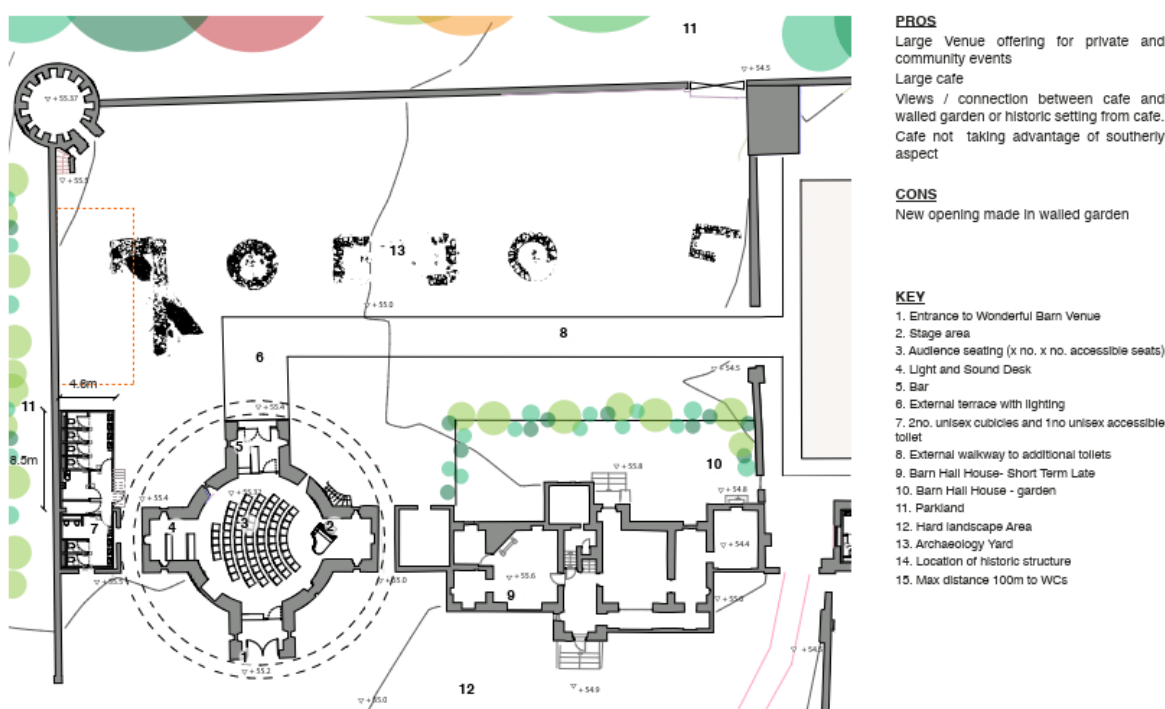 11
▽ + 54.5
▽ + 55.37
▽ + 55.5
13
▽ + 55.0
8
6
4.6m
▽ + 54.5
11
▽ + 55.4
5
8.5m
10
▽ + 55.8
▽ + 54.8
▽ + 55.4
▽ + 55.37
3
4
2
7
▽ + 54.4
▽ + 55.6
▽ + 55.5
▽ + 55.0
9
▽ + 55.0
1
▽ + 55.2
▽ + 54.5
12
▽ + 54.9
▽ + 55.0
PROS
Large Venue offering for private and
community events
Large cafe
Views / connection between cafe and
walled garden or historic setting from cafe.
Cafe not taking advantage of southerly
aspect
CONS
New opening made in walled garden
KEY
1. Entrance to Wonderful Barn Venue
2. Stage area
3. Audience seating (x no. x no. accessible seats)
4. Light and Sound Desk
5. Bar
6. External terrace with lighting
7. 2no. unisex cubicles and 1no unisex accessible
toilet
8. External walkway to additional toilets
9. Barn Hall House- Short Term Late
10. Barn Hall House - garden
11. Parkland
12. Hard landscape Area
13. Archaeology Yard
14. Location of historic structure
15. Max distance 100m to WCs